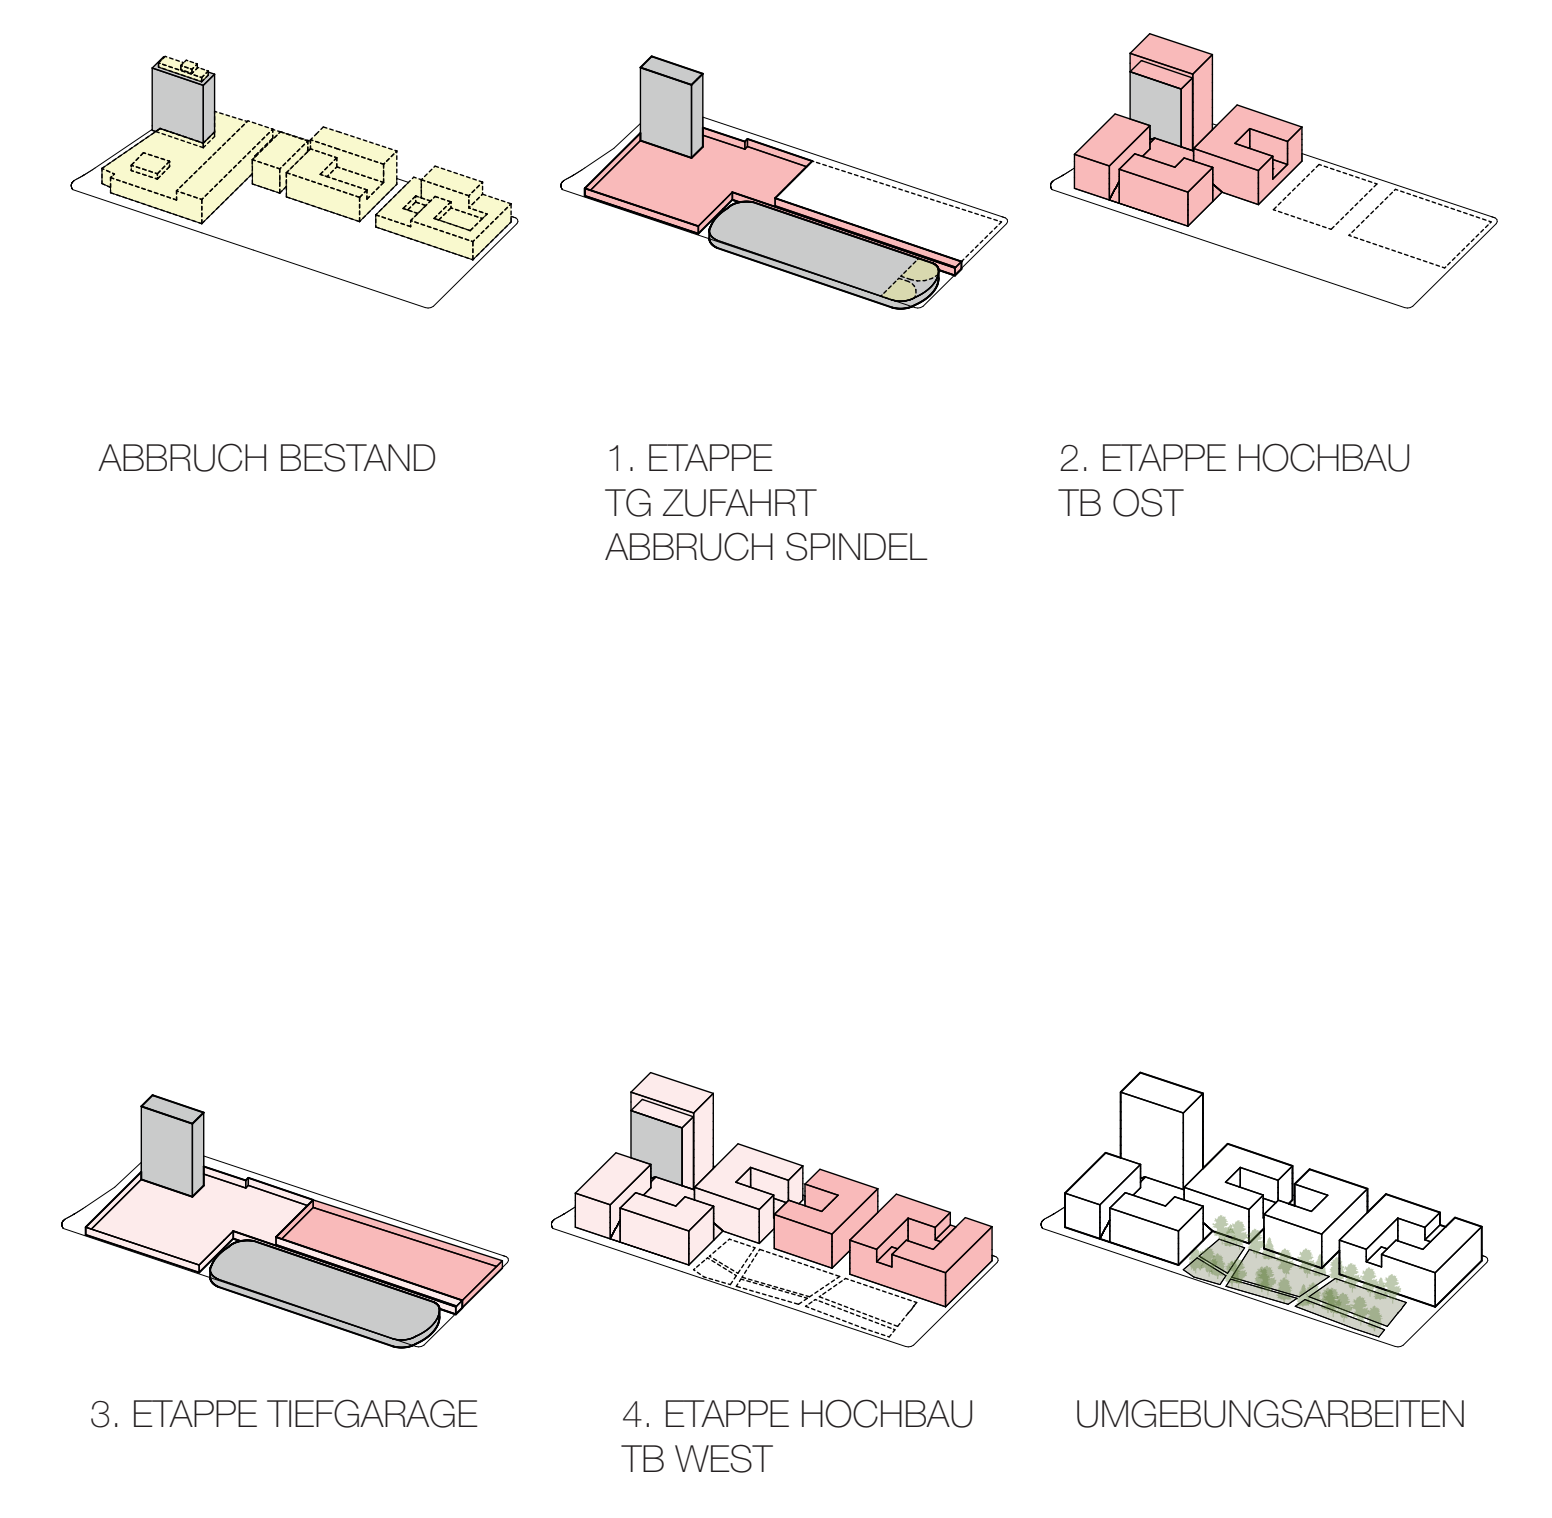 ABBRUCH BESTAND
1. ETAPPE
TG ZUFAHRT
ABBRUCH SPINDEL
2. ETAPPE HOCHBAU
TB OST
3. ETAPPE TIEFGARAGE
4. ETAPPE HOCHBAU
TB WEST
UMGEBUNGSARBEITEN